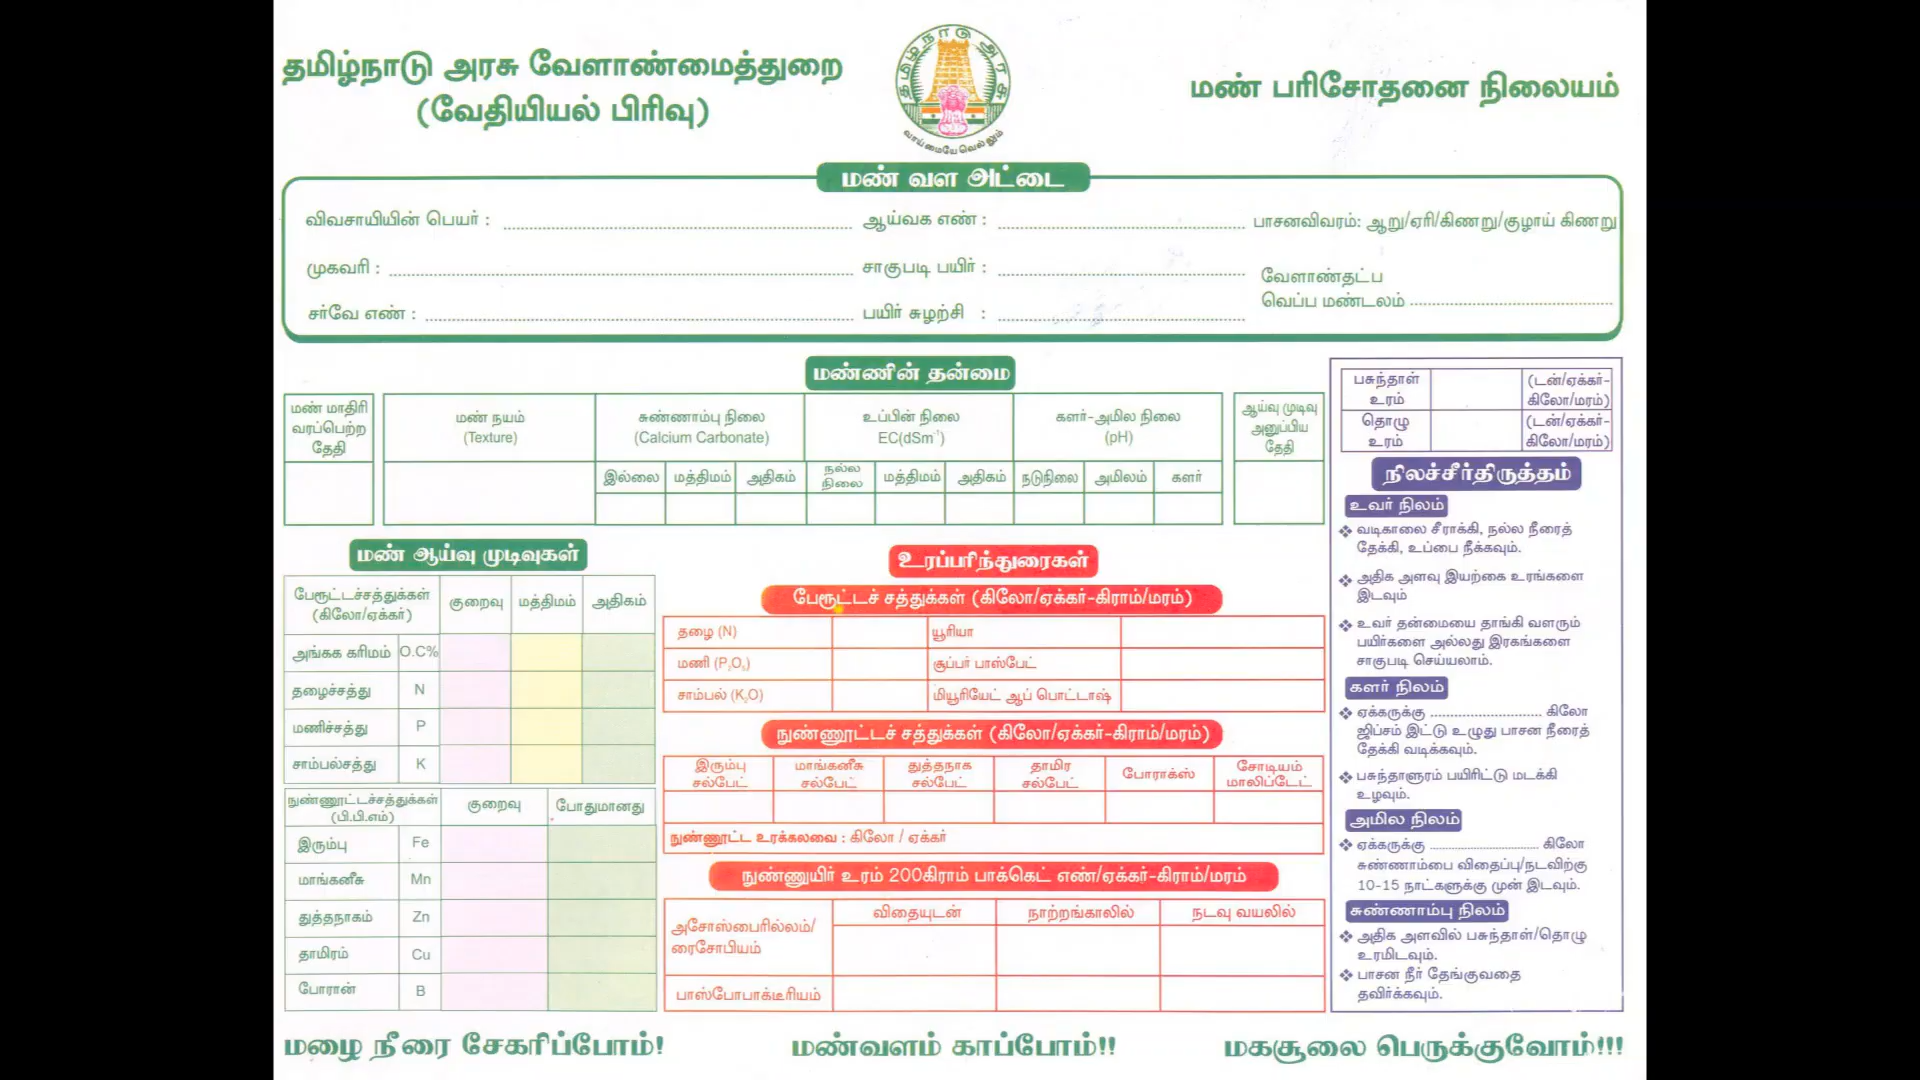 தமிழ்நாடு அரசு வேளாண்மைத்துறை
(வேதியியல் பிரிவு)
தமிழ்நாடு அரசு
வாய்மையே வெல்லும்
மண் பரிசோதனை நிலையம்
மண் வள அட்டை
விவசாயியின் பெயர் :
ஆய்வக எண் :
பாசனவிவரம்: ஆறு/ஏரி/கிணறு/குழாய் கிணறு
முகவரி :
சாகுபடி பயிர் :
வேளாண்தட்ப
வெப்ப மண்டலம்
சர்வே எண் :
பயிர் சுழற்சி :
மண்ணின் தன்மை
மண் மாதிரி
வரப்பெற்ற
தேதி
மண் நயம்
(Texture)
சுண்ணாம்பு நிலை
(Calcium Carbonate)
உப்பின் நிலை
EC(dSm⁻¹)
களர்-அமில நிலை
(pH)
ஆய்வு முடிவு
அனுப்பிய
தேதி
இல்லை மத்திமம் அதிகம்
நல்ல
நிலை
மத்திமம் அதிகம்
நடுநிலை அமிலம் களர்
மண் ஆய்வு முடிவுகள்
பேரூட்டச்சத்துக்கள்
(கிலோ/ஏக்கர்)
குறைவு மத்திமம் அதிகம்
அங்கக கரிமம் O.C%
தழைச்சத்து N
மணிச்சத்து P
சாம்பல்சத்து K
நுண்ணூட்டச்சத்துக்கள்
(பி.பி.எம்)
குறைவு போதுமானது
இரும்பு Fe
மாங்கனீசு Mn
துத்தநாகம் Zn
தாமிரம் Cu
போரான் B
உரப்பரிந்துரைகள்
பேரூட்டச் சத்துக்கள் (கிலோ/ஏக்கர்-கிராம்/மரம்)
தழை (N) யூரியா
மணி (P₂O₅) சூப்பர் பாஸ்பேட்
சாம்பல் (K₂O) மியூரியேட் ஆப் பொட்டாஷ்
நுண்ணூட்டச் சத்துக்கள் (கிலோ/ஏக்கர்-கிராம்/மரம்)
இரும்பு
சல்பேட்
மாங்கனீசு
சல்பேட்
துத்தநாக
சல்பேட்
தாமிர
சல்பேட்
போராக்ஸ்
சோடியம்
மாலிப்டேட்
நுண்ணூட்ட உரக்கலவை : கிலோ / ஏக்கர்
நுண்ணுயிர் உரம் 200கிராம் பாக்கெட் எண்/ஏக்கர்-கிராம்/மரம்
விதையுடன் நாற்றங்காலில் நடவு வயலில்
அசோஸ்பைரில்லம்/
ரைசோபியம்
பாஸ்போபாக்டீரியம்
பசுந்தாள்
உரம்
(டன்/ஏக்கர்-
கிலோ/மரம்)
தொழு
உரம்
(டன்/ஏக்கர்-
கிலோ/மரம்)
நிலச்சீர்திருத்தம்
உவர் நிலம்
❖ வடிகாலை சீராக்கி, நல்ல நீரைத்
தேக்கி, உப்பை நீக்கவும்.
❖ அதிக அளவு இயற்கை உரங்களை
இடவும்
❖ உவர் தன்மையை தாங்கி வளரும்
பயிர்களை அல்லது இரகங்களை
சாகுபடி செய்யலாம்.
களர் நிலம்
❖ ஏக்கருக்கு ............................ கிலோ
ஜிப்சம் இட்டு உழுது பாசன நீரைத்
தேக்கி வடிக்கவும்.
❖ பசுந்தாளுரம் பயிரிட்டு மடக்கி
உழவும்.
அமில நிலம்
❖ ஏக்கருக்கு ............................ கிலோ
சுண்ணாம்பை விதைப்பு/நடவிற்கு
10-15 நாட்களுக்கு முன் இடவும்.
சுண்ணாம்பு நிலம்
❖ அதிக அளவில் பசுந்தாள்/தொழு
உரமிடவும்.
❖ பாசன நீர் தேங்குவதை
தவிர்க்கவும்.
மழை நீரை சேகரிப்போம்!
மண்வளம் காப்போம்!!
மகசூலை பெருக்குவோம்!!!